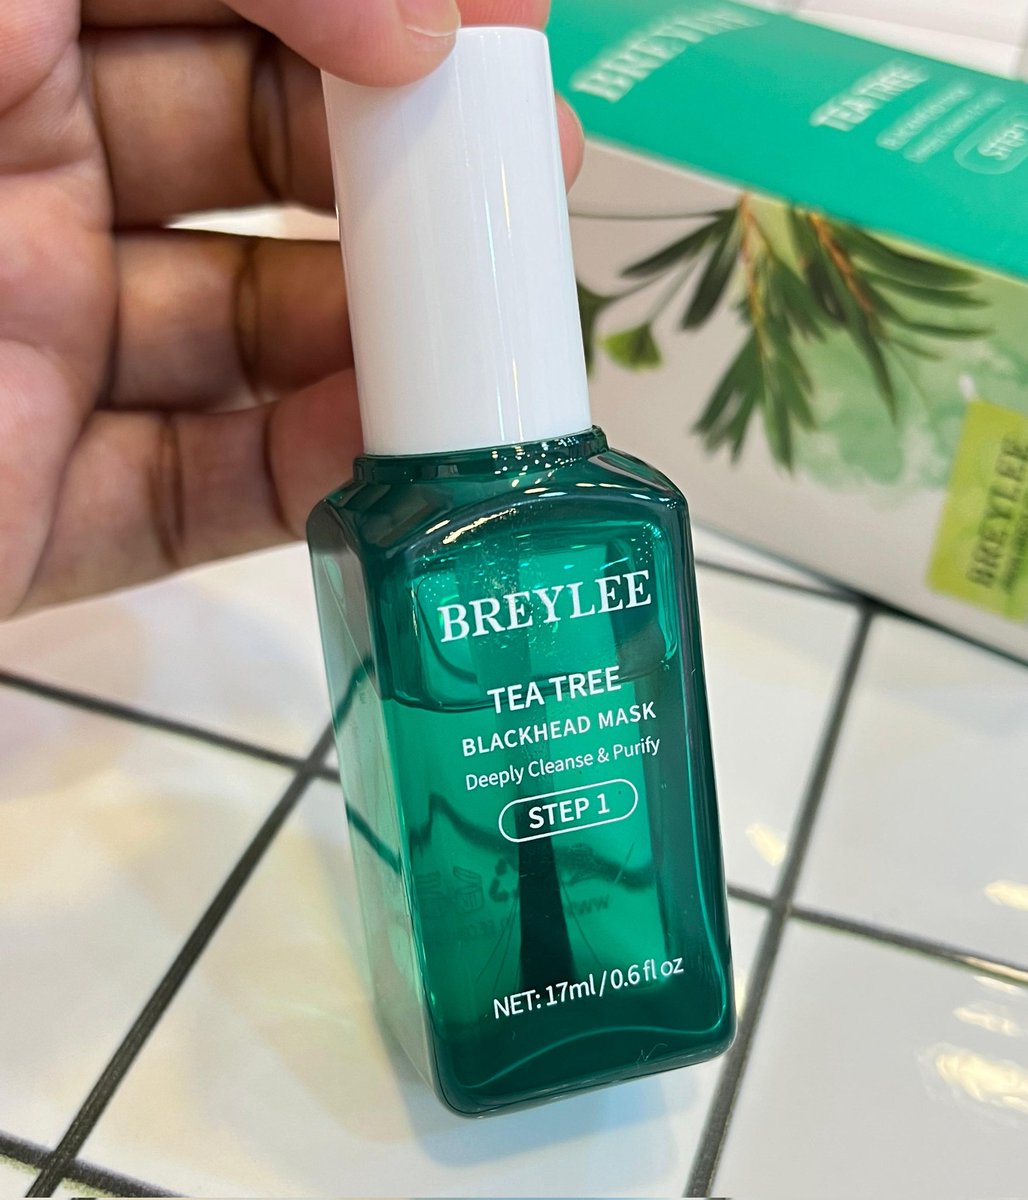 BREYLEE
TEA TREE
STEP
BREYLEE
BREYLEE
TEA TREE
BLACKHEAD MASK
Deeply Cleanse & Purify
STEP 1
NET: 17ml / 0.6 fl oz